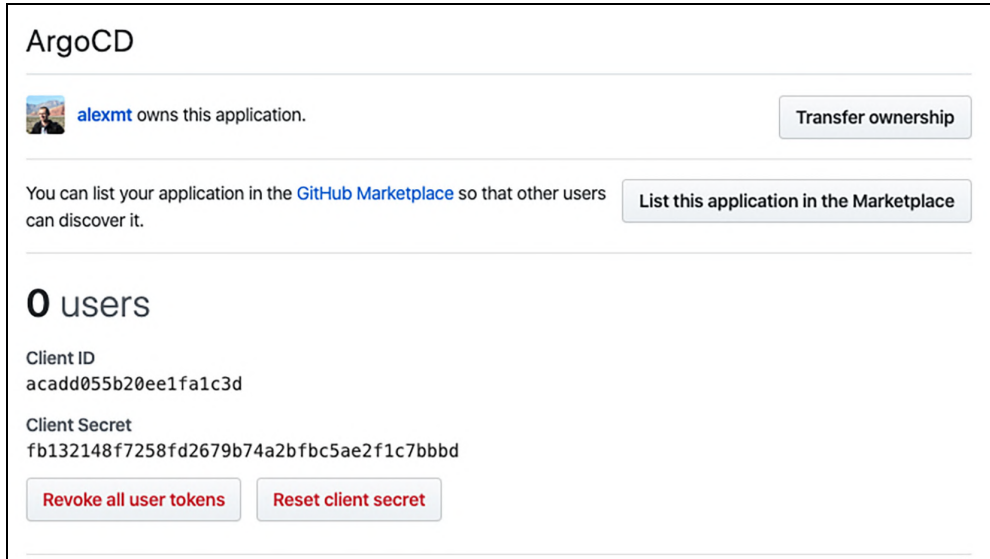 ArgoCD
alexmt owns this application.
Transfer ownership
You can list your application in the GitHub Marketplace so that other users
can discover it.
List this application in the Marketplace
0 users
Client ID
acadd055b20ee1fa1c3d
Client Secret
fb132148f7258fd2679b74a2bfbc5ae2f1c7bbbd
Revoke all user tokens
Reset client secret